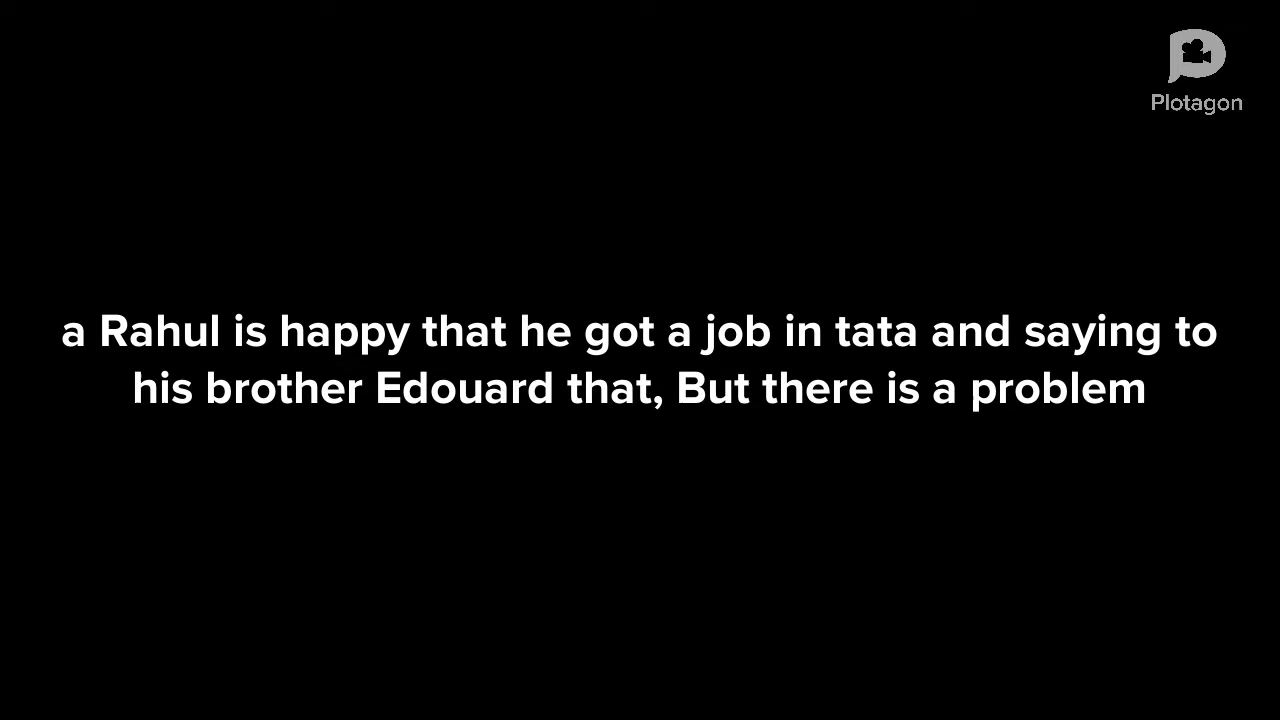 Plotagon
a Rahul is happy that he got a job in tata and saying to
his brother Edouard that, But there is a problem